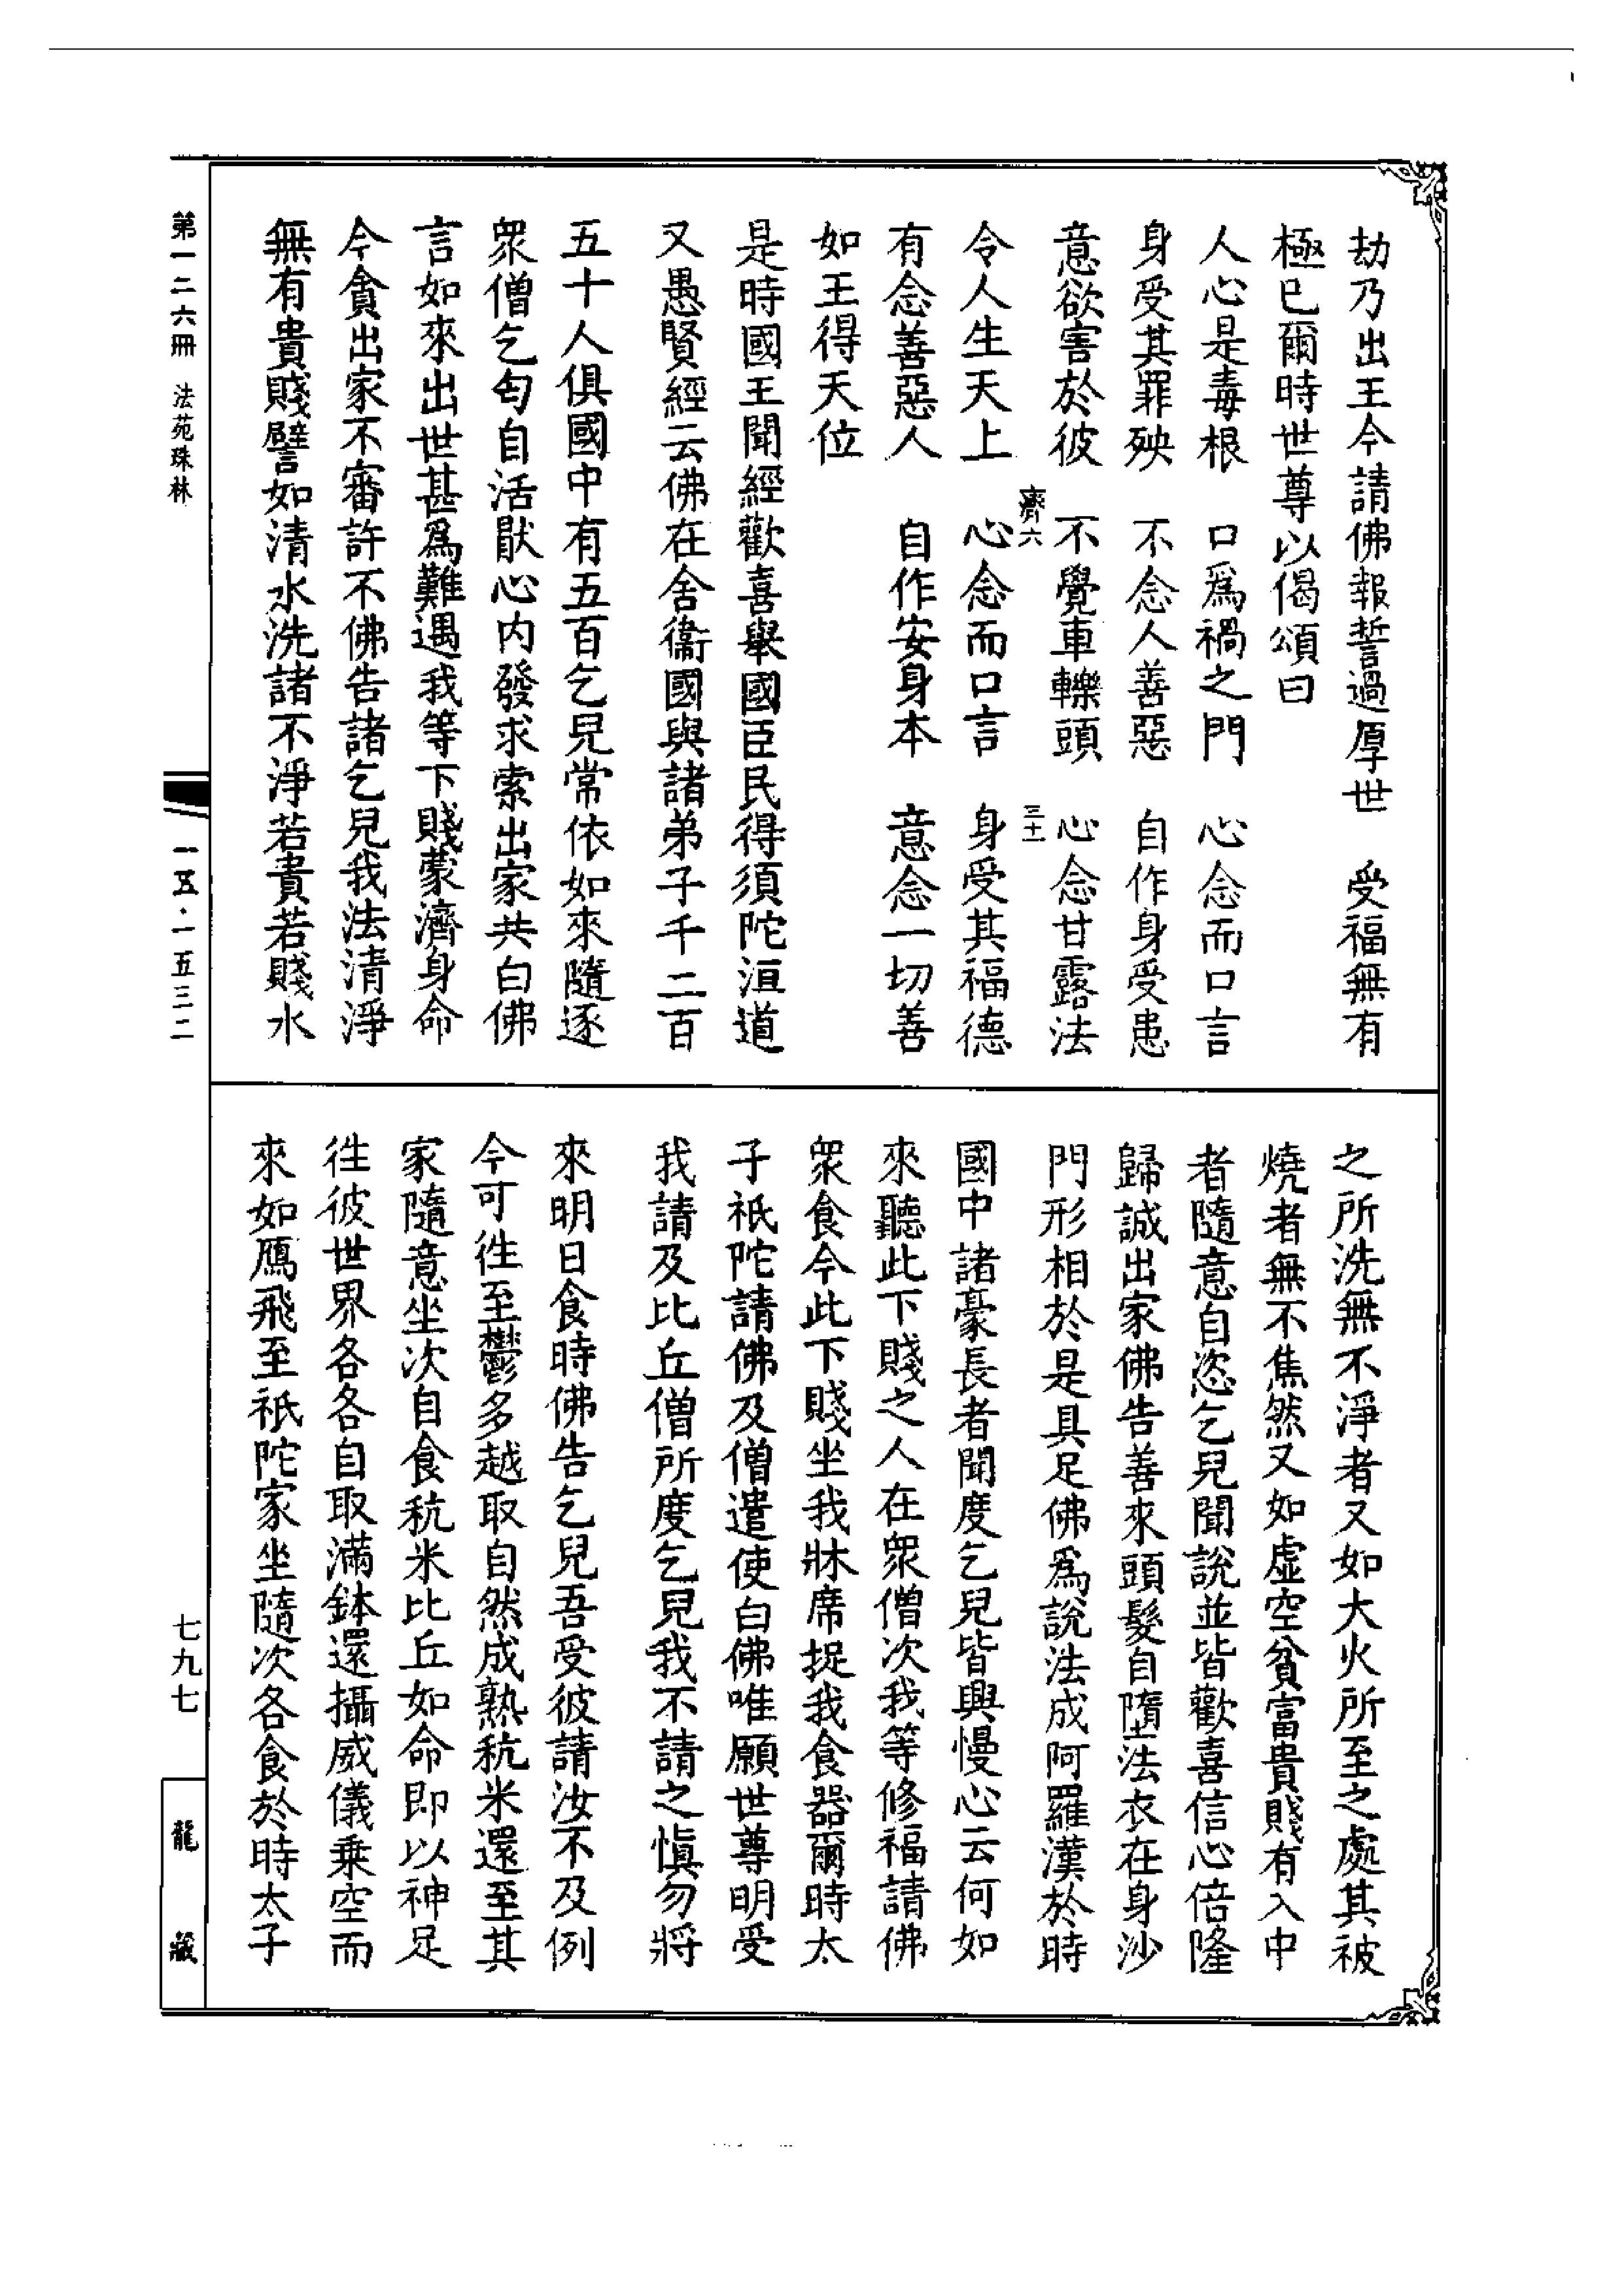 劫乃出王今請佛報誓過厚世　受福無有
極已爾時世尊以偈頌曰
人心是毒根　口爲禍之門　心念而口言
身受其罪殃　不念人善惡　自作身受患
意欲害於彼　不覺車轢頭　心念甘露法
齊六　三十一
令人生天上　心念而口言　身受其福德
有念善惡人　自作安身本　意念一切善
如王得天位
是時國王聞經歡喜舉國臣民得須陀洹道
又愚賢經云佛在舍衞國與諸弟子千二百
五十人俱國中有五百乞兒常依如來隨逐
眾僧乞匄自活厭心內發求索出家共白佛
言如來出世甚爲難遇我等下賤蒙濟身命
今貪出家不審許不佛告諸乞兒我法清淨
無有貴賤譬如清水洗諸不淨若貴若賤水
之所洗無不淨者又如大火所至之處其被
燒者無不焦然又如虛空貧富貴賤有入中
者隨意自恣乞兒聞說並皆歡喜信心倍隆
歸誠出家佛告善來頭髮自墮法衣在身沙
門形相於是具足佛爲說法成阿羅漢於時
國中諸豪長者聞度乞兒皆興慢心云何如
來聽此下賤之人在眾僧次我等修福請佛
眾食今此下賤坐我牀席捉我食器爾時太
子祇陀請佛及僧遣使白佛唯願世尊明受
我請及比丘僧所度乞兒我不請之愼勿將
來明日食時佛告乞兒吾受彼請汝不及例
今可徃至鬱多越取自然成熟秔米還至其
家隨意坐次自食秔米比丘如命即以神足
徃彼世界各各自取滿鉢還攝威儀乗空而
來如鴈飛至祇陀家坐隨次各食於時太子
第一二六冊　法苑珠林
一五·一五三二
七九七
龍藏